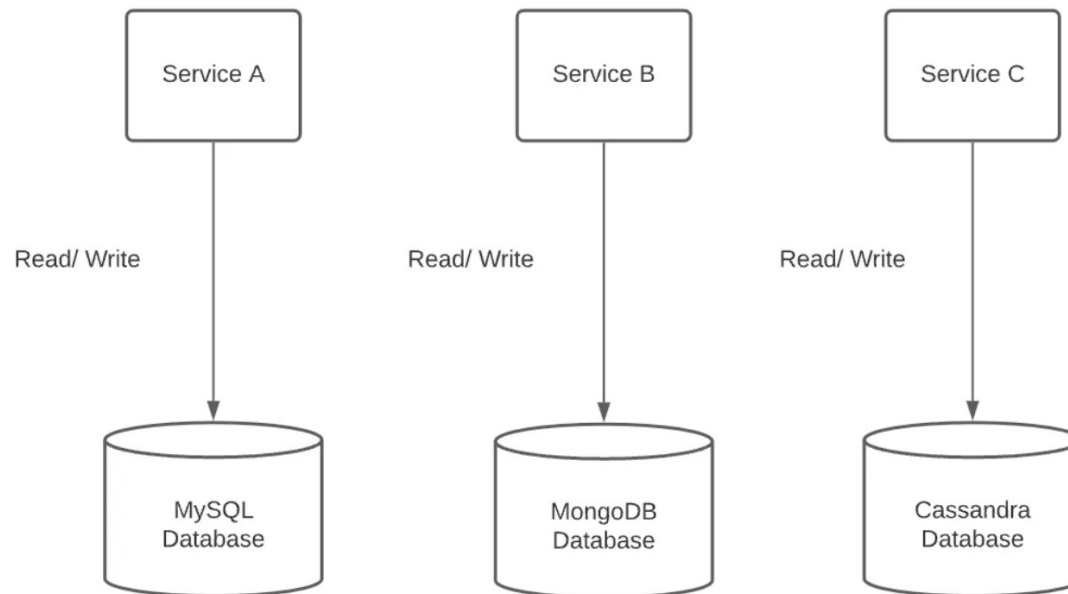 Service A
Service B
Service C
Read/ Write
Read/ Write
Read/ Write
MySQL
Database
MongoDB
Database
Cassandra
Database